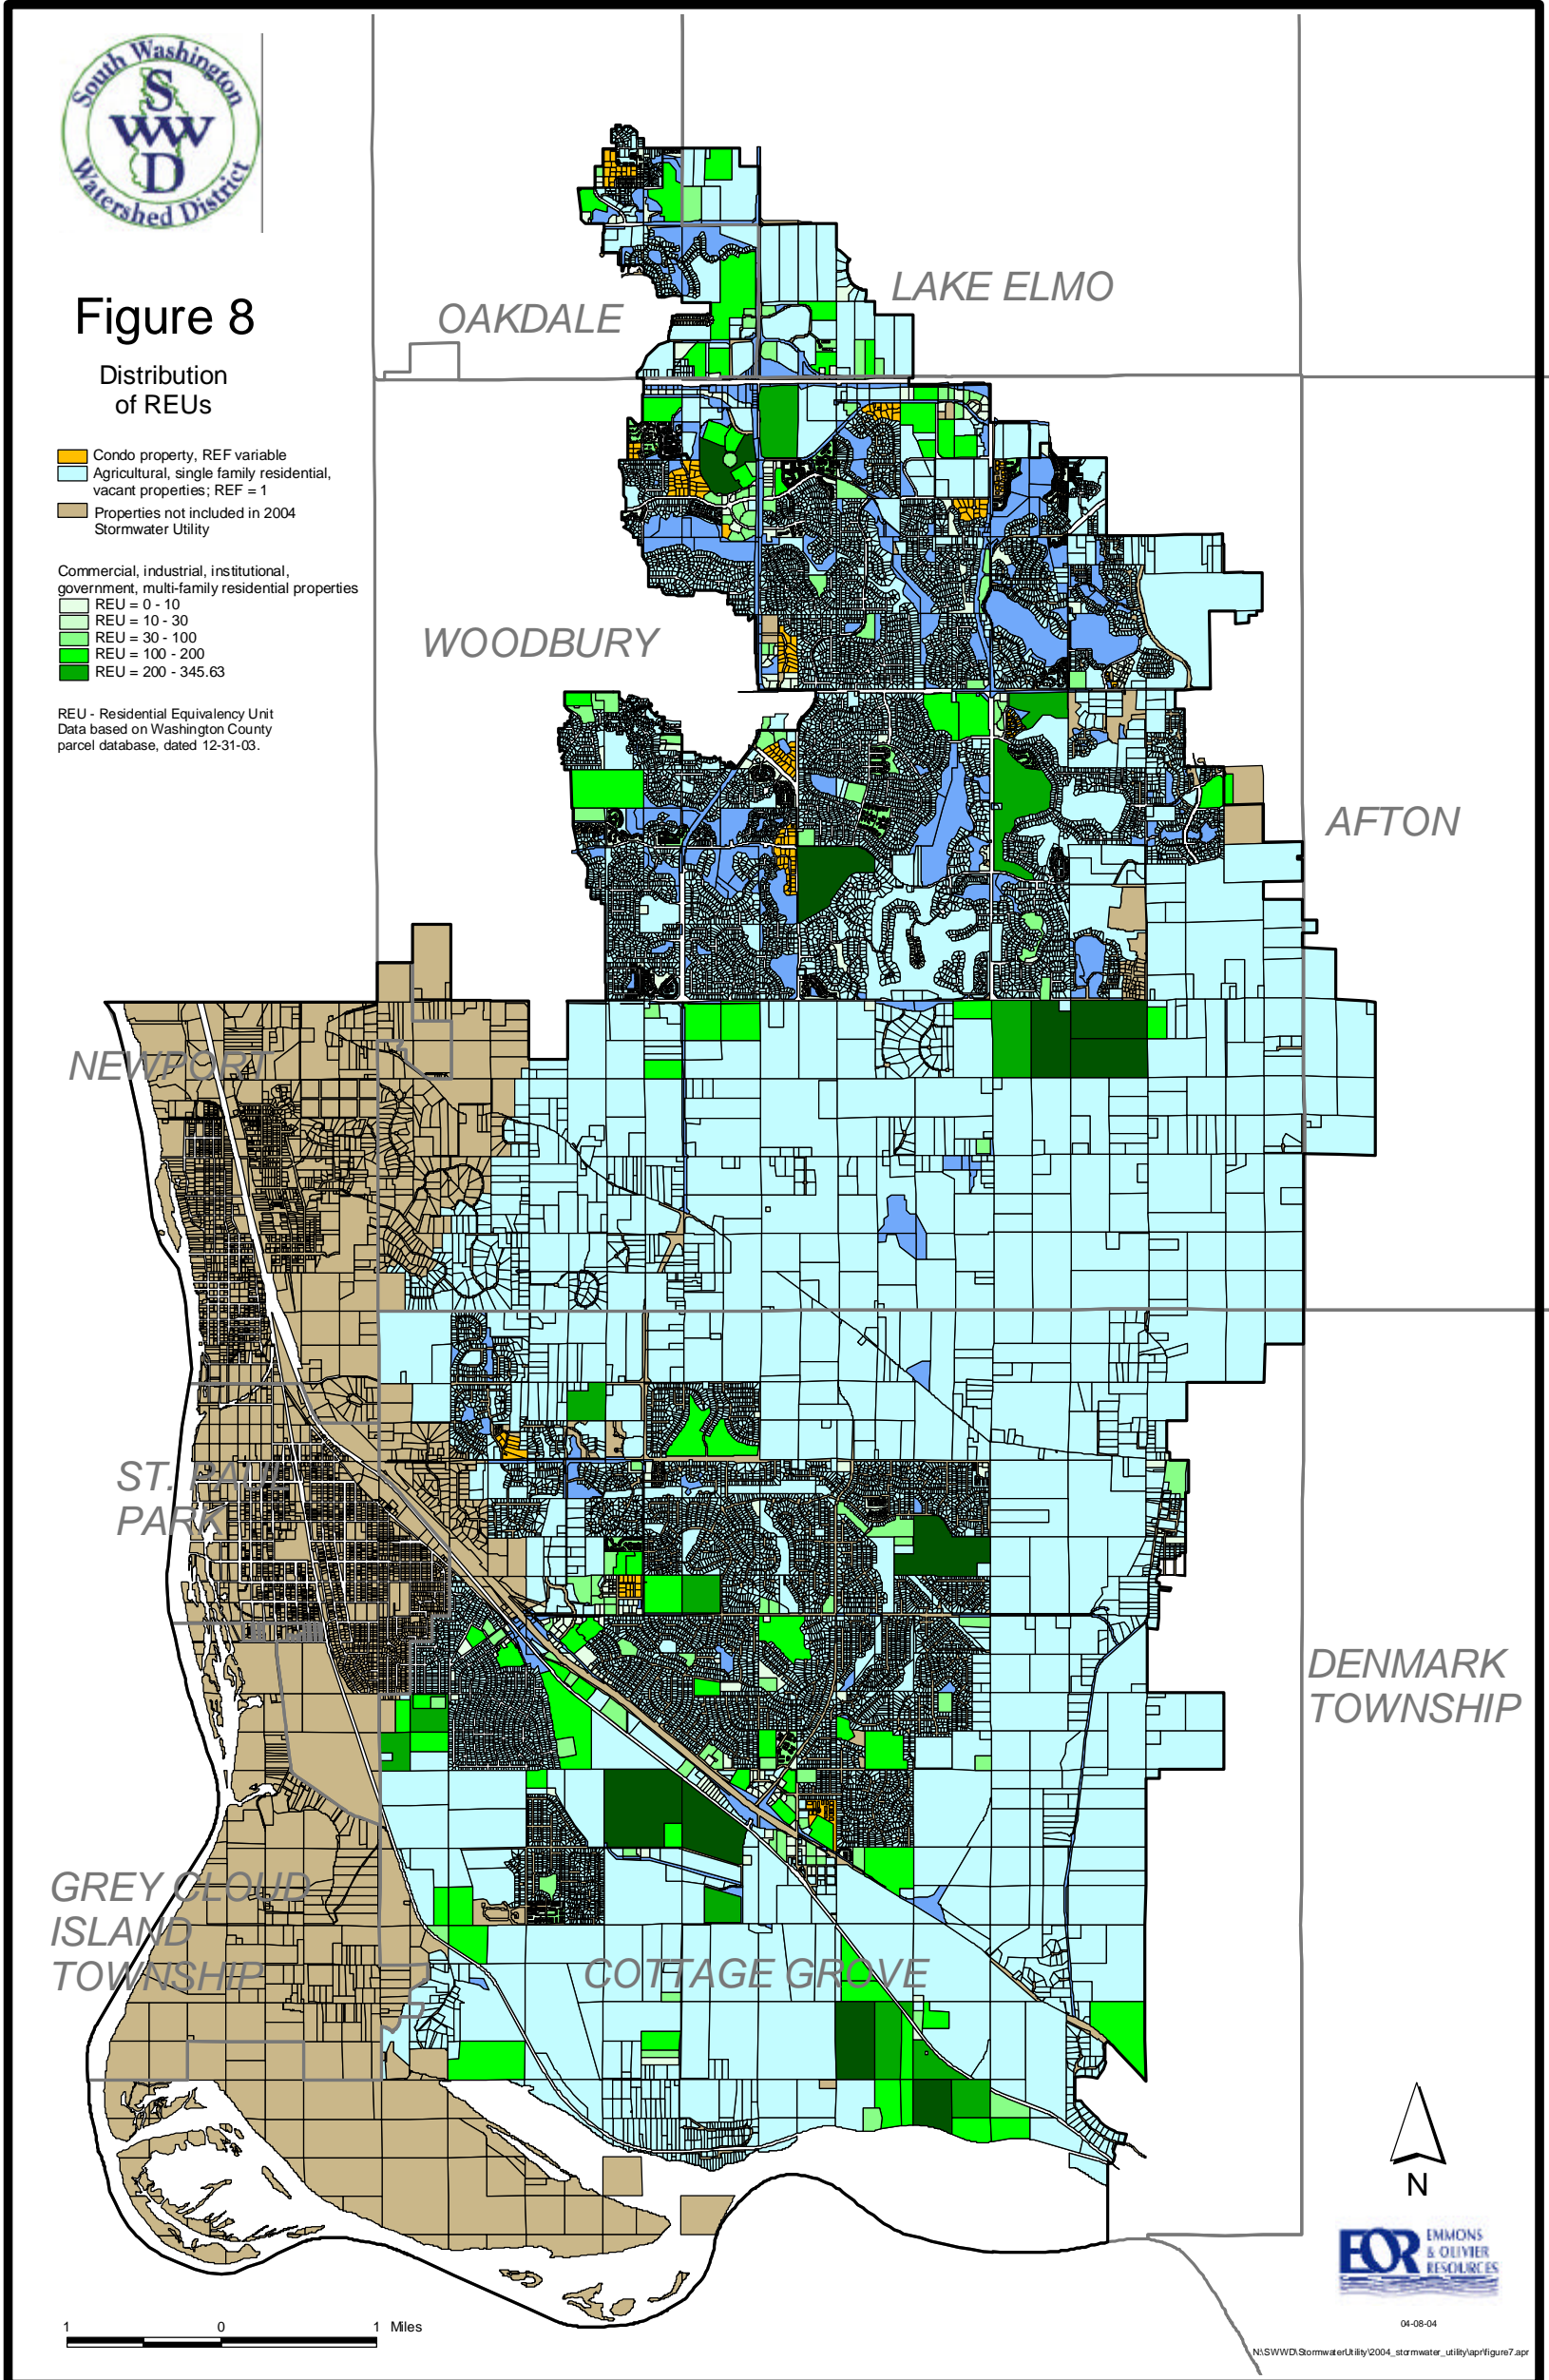 South Washington
S
WW
D
Watershed District
Figure 8
Distribution
of REUs
Condo property, REF variable
Agricultural, single family residential,
vacant properties; REF = 1
Properties not included in 2004
Stormwater Utility
Commercial, industrial, institutional,
government, multi-family residential properties
REU = 0 - 10
REU = 10 - 30
REU = 30 - 100
REU = 100 - 200
REU = 200 - 345.63
REU - Residential Equivalency Unit
Data based on Washington County
parcel database, dated 12-31-03.
OAKDALE
LAKE ELMO
WOODBURY
AFTON
NEWPORT
ST. PAUL
PARK
DENMARK
TOWNSHIP
GREY CLOUD
ISLAND
TOWNSHIP
COTTAGE GROVE
N
EOR
EMMONS
& OLIVIER
RESOURCES
1 0 1 Miles
04-08-04
N:\SWWD\StormwaterUtility\2004_stormwater_utility\apr\figure7.apr